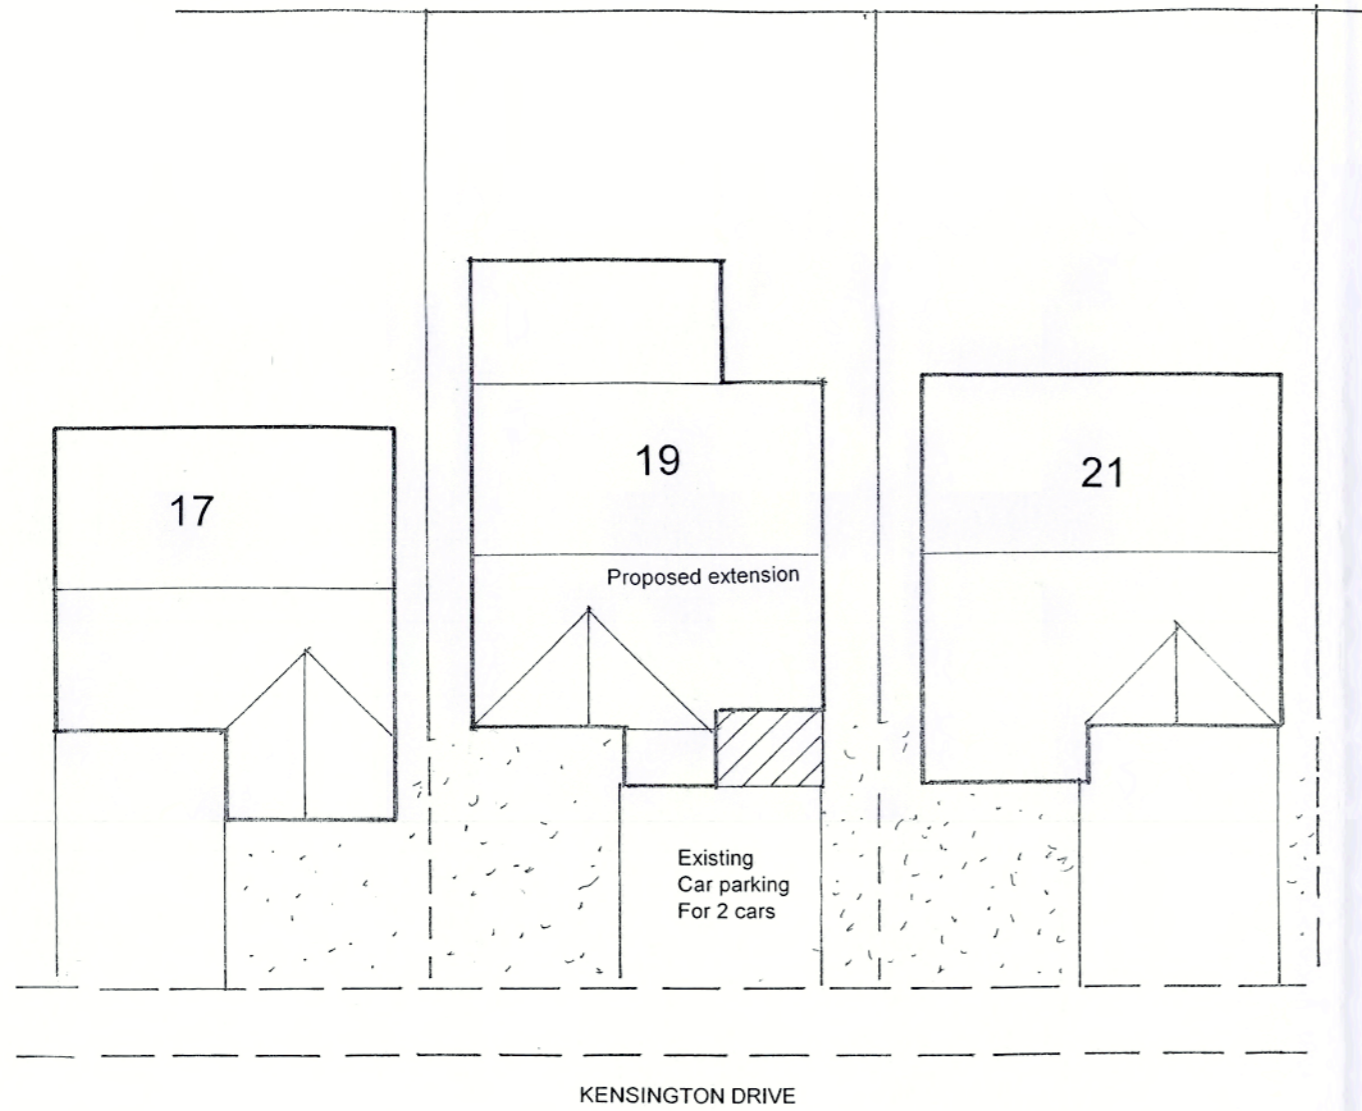 19
21
17
Proposed extension
Existing
Car parking
For 2 cars
KENSINGTON DRIVE